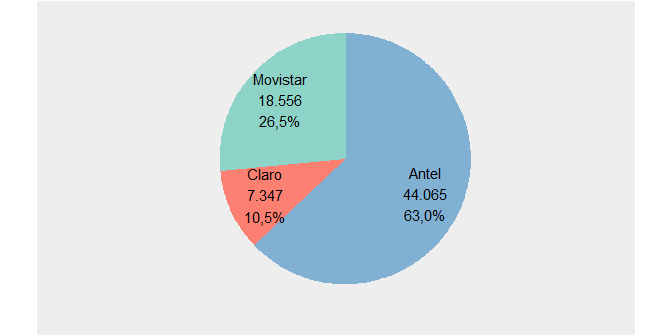 Movistar
18.556
26,5%
Claro
7.347
10,5%
Antel
44.065
63,0%